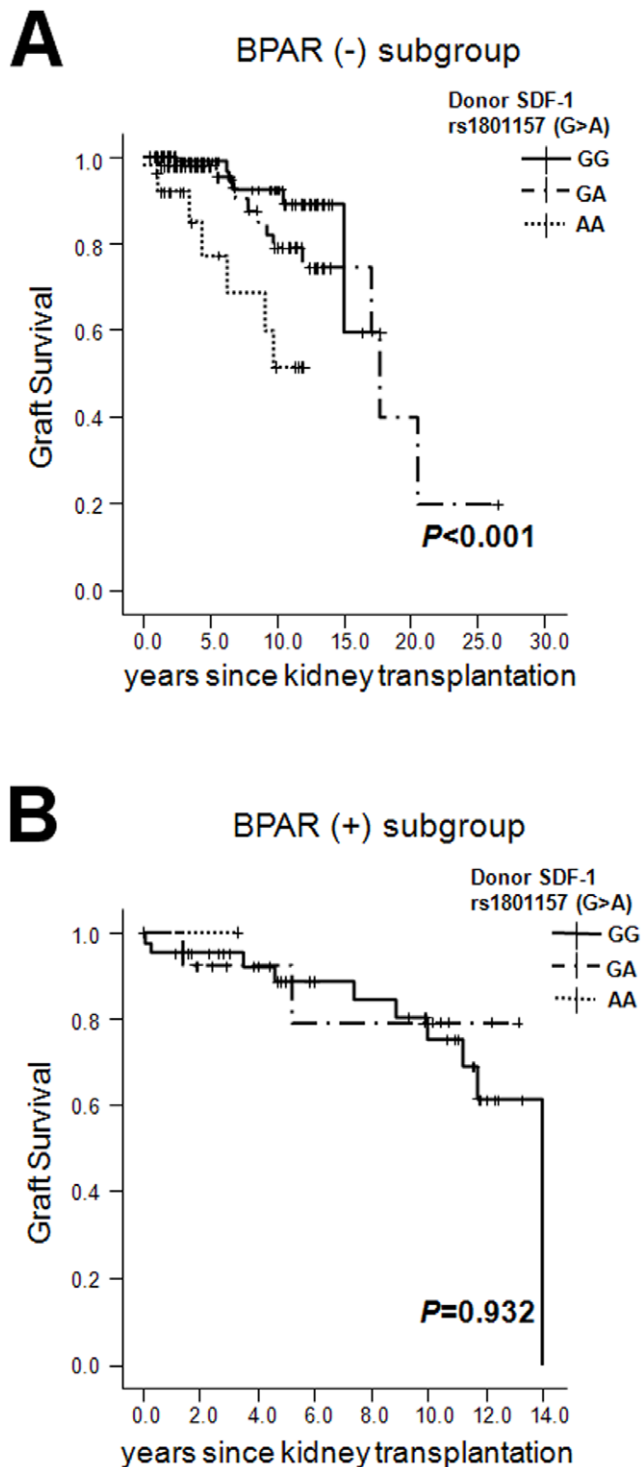 A
BPAR (-) subgroup
Donor SDF-1
rs1801157 (G>A)
GG
GA
AA
1.0
0.8
0.6
0.4
0.2
0.0
Graft Survival
P<0.001
0.0 5.0 10.0 15.0 20.0 25.0 30.0
years since kidney transplantation
B
BPAR (+) subgroup
Donor SDF-1
rs1801157 (G>A)
GG
GA
AA
1.0
0.8
0.6
0.4
0.2
0.0
Graft Survival
P=0.932
0.0 2.0 4.0 6.0 8.0 10.0 12.0 14.0
years since kidney transplantation